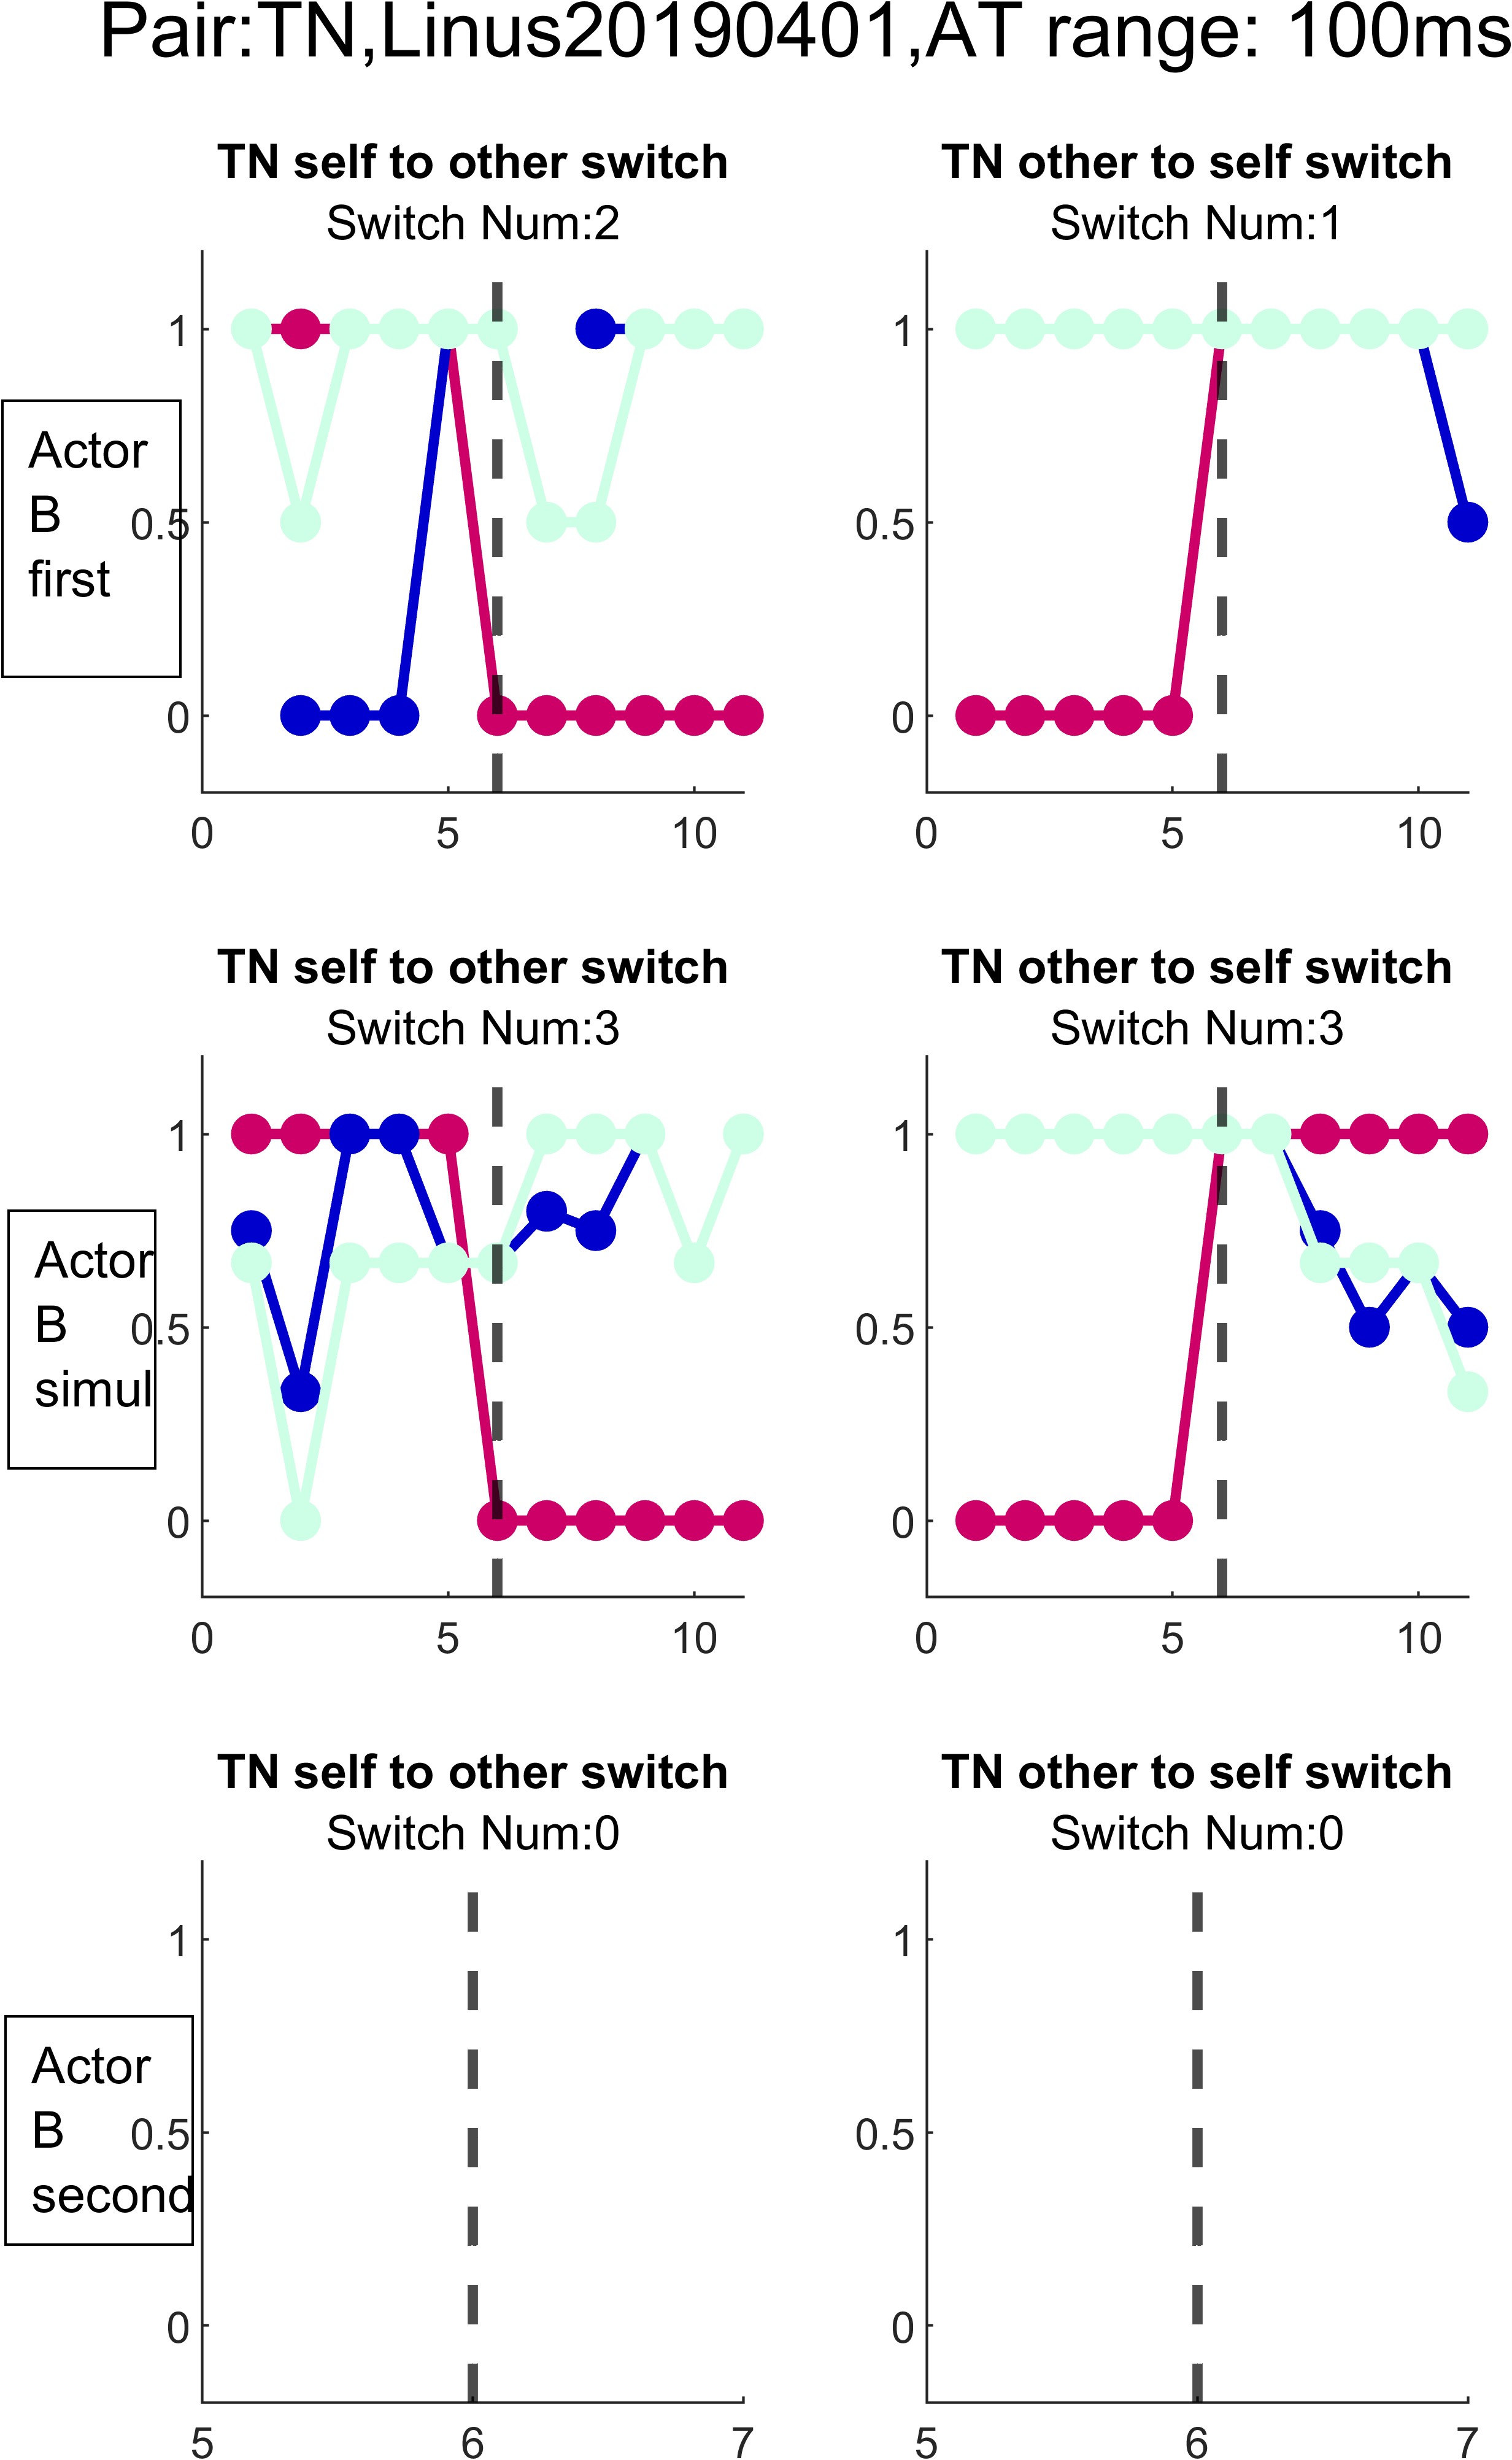 Pair:TN,Linus20190401,AT range: 100ms
TN self to other switch
Switch Num:2
TN other to self switch
Switch Num:1
Actor
B
first
1
0.5
0
0
5
10
1
0.5
0
0
5
10
TN self to other switch
Switch Num:3
TN other to self switch
Switch Num:3
Actor
B
simul
1
0.5
0
0
5
10
1
0.5
0
0
5
10
TN self to other switch
Switch Num:0
TN other to self switch
Switch Num:0
Actor
B
second
1
0.5
0
5
6
7
1
0.5
0
5
6
7